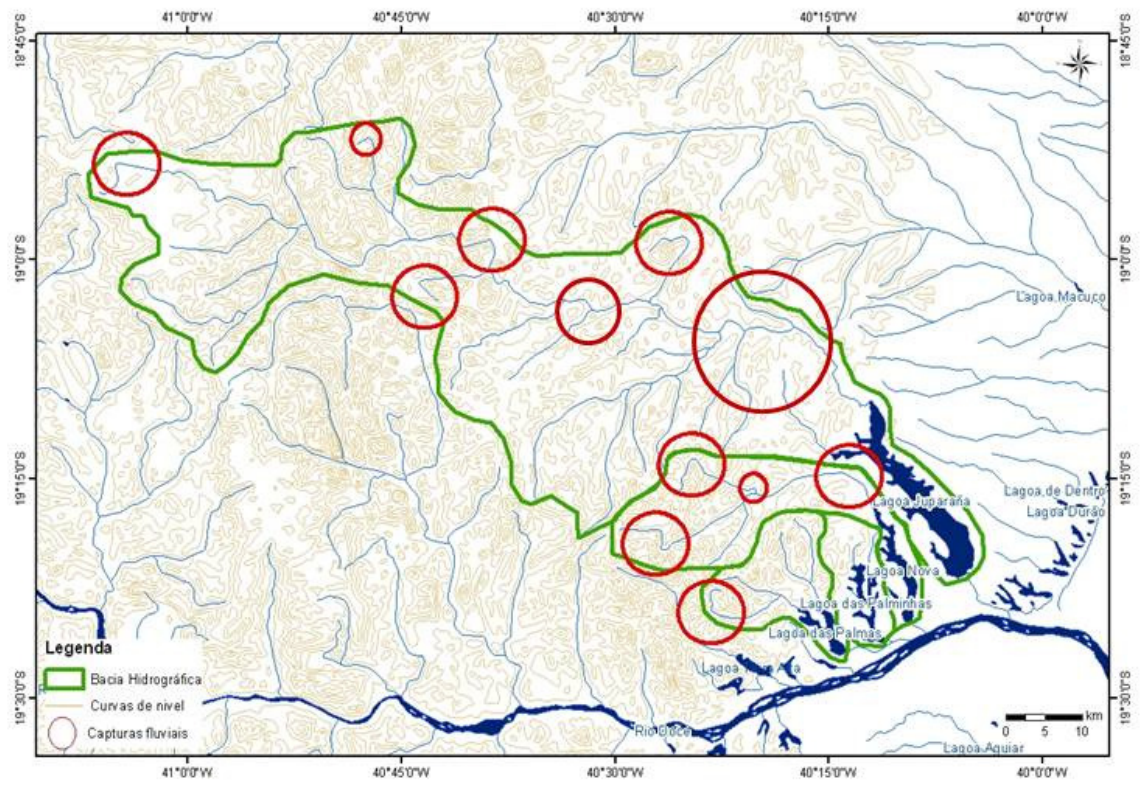 41°0'0"W 40°45'0"W 40°30'0"W 40°15'0"W 40°0'0"W
18°45'0"S 18°45'0"S
19°0'0"S 19°0'0"S
Lagoa Macuco
19°15'0"S 19°15'0"S
Lagoa de Dentro
Lagoa Juparanã
Lagoa Durão
Lagoa Nova
Lagoa das Palminhas
Lagoa das Palmas
Legenda
Lagoa
Bacia Hidrográfica
19°30'0"S 19°30'0"S
Curvas de nivel
Capturas fluviais
Rio Doce
km
0 5 10
Lagoa Aguiar
41°0'0"W 40°45'0"W 40°30'0"W 40°15'0"W 40°0'0"W